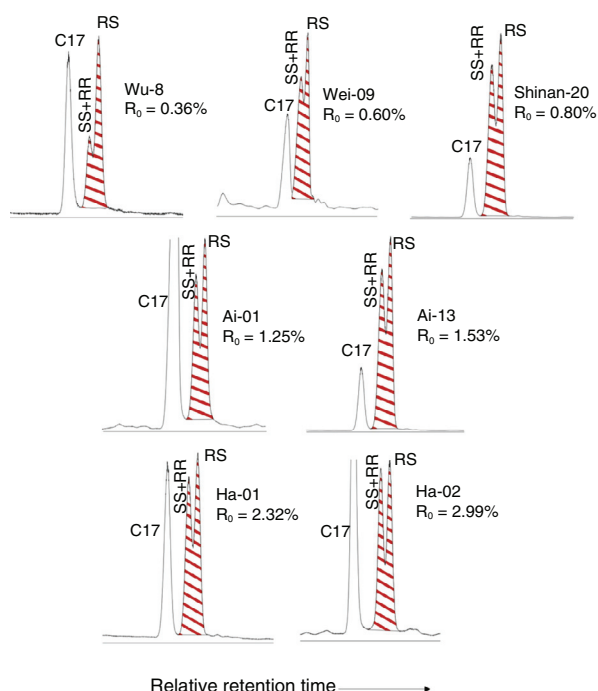 C17
SS+RR
RS
Wu-8
R₀ = 0.36%
C17
SS+RR
RS
Wei-09
R₀ = 0.60%
C17
SS+RR
RS
Shinan-20
R₀ = 0.80%
C17
SS+RR
RS
Ai-01
R₀ = 1.25%
C17
SS+RR
RS
Ai-13
R₀ = 1.53%
C17
SS+RR
RS
Ha-01
R₀ = 2.32%
C17
SS+RR
RS
Ha-02
R₀ = 2.99%
Relative retention time